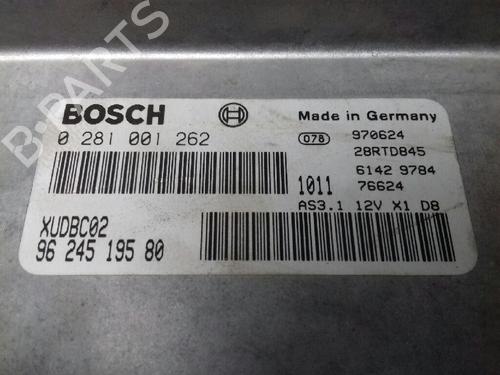 B-PARTS
BOSCH
Made in Germany
0 281 001 262
078 970624
28RTD845
6142 9784
1011 76624
AS3.1 12V X1 D8
XUDBC02
96 245 195 80